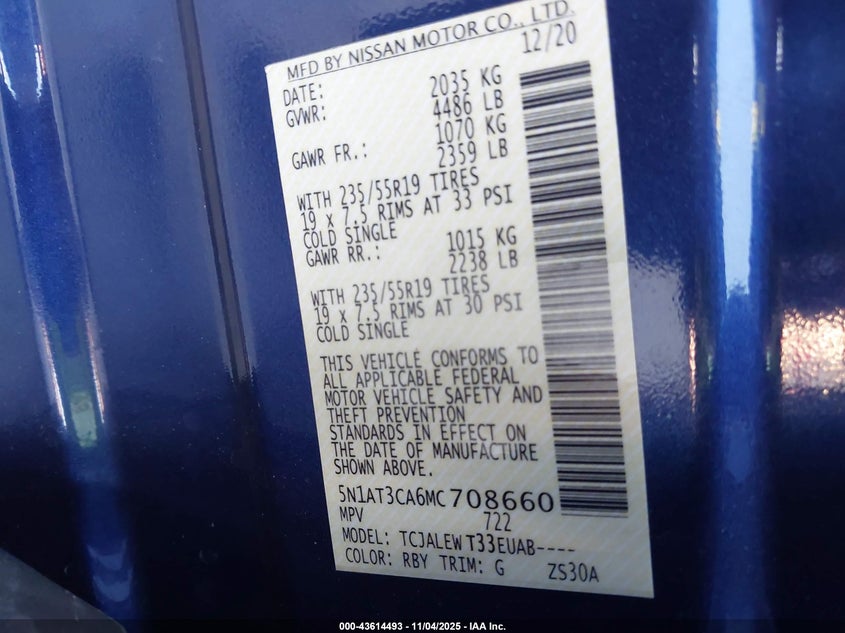 MFD BY NISSAN MOTOR CO., LTD.
DATE: 12/20
GVWR: 2035 KG
4486 LB
GAWR FR.: 1070 KG
2359 LB
WITH 235/55R19 TIRES
19 x 7.5 RIMS AT 33 PSI
COLD SINGLE
GAWR RR.: 1015 KG
2238 LB
WITH 235/55R19 TIRES
19 x 7.5 RIMS AT 30 PSI
COLD SINGLE
THIS VEHICLE CONFORMS TO
ALL APPLICABLE FEDERAL
MOTOR VEHICLE SAFETY AND
THEFT PREVENTION
STANDARDS IN EFFECT ON
THE DATE OF MANUFACTURE
SHOWN ABOVE.
5N1AT3CA6MC708660
MPV 722
MODEL: TCJALEW T33EUAB----
COLOR: RBY TRIM: G ZS30A
000-43614493 - 11/04/2025 - IAA Inc.